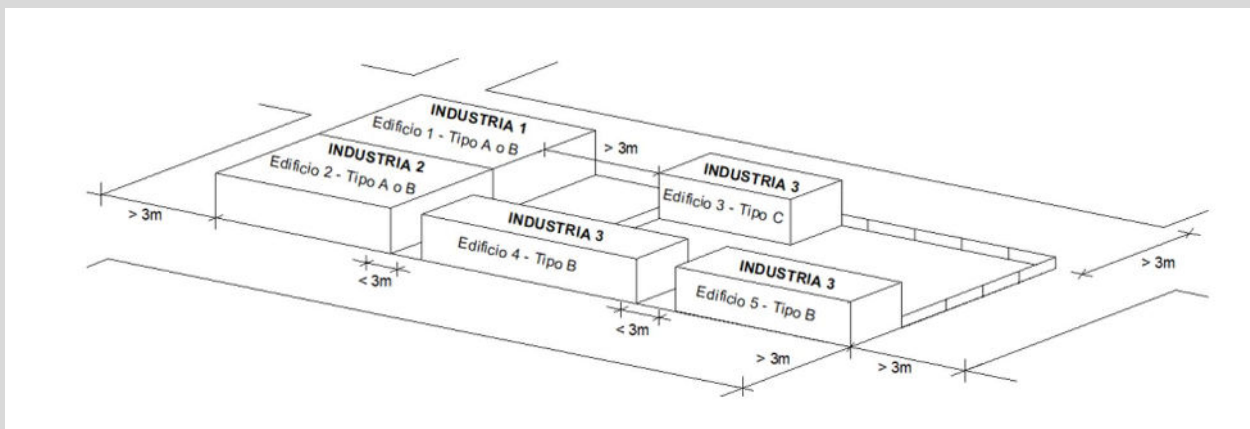 INDUSTRIA 1
Edificio 1 - Tipo A o B
> 3m
INDUSTRIA 2
Edificio 2 - Tipo A o B
INDUSTRIA 3
Edificio 3 - Tipo C
> 3m
INDUSTRIA 3
Edificio 4 - Tipo B
INDUSTRIA 3
Edificio 5 - Tipo B
> 3m
< 3m
< 3m
> 3m
> 3m